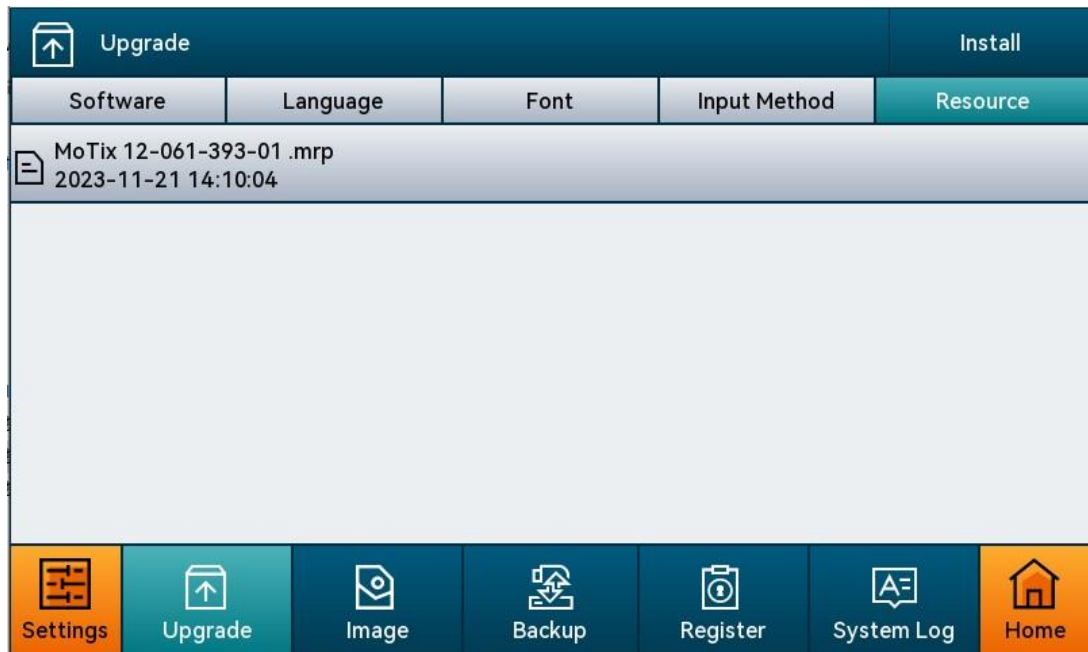 Upgrade
Install
Software
Language
Font
Input Method
Resource
MoTix 12-061-393-01 .mrp
2023-11-21 14:10:04
Settings
Upgrade
Image
Backup
Register
System Log
Home